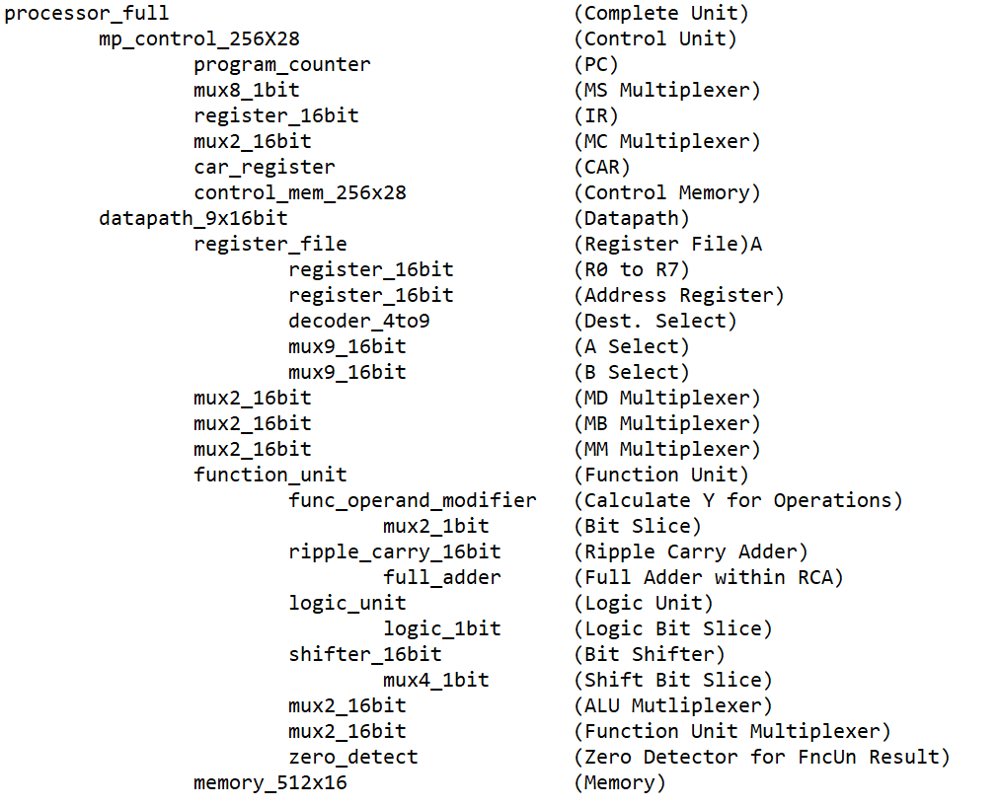 processor_full (Complete Unit)
mp_control_256X28 (Control Unit)
program_counter (PC)
mux8_1bit (MS Multiplexer)
register_16bit (IR)
mux2_16bit (MC Multiplexer)
car_register (CAR)
control_mem_256x28 (Control Memory)
datapath_9x16bit (Datapath)
register_file (Register File)A
register_16bit (R0 to R7)
register_16bit (Address Register)
decoder_4to9 (Dest. Select)
mux9_16bit (A Select)
mux9_16bit (B Select)
mux2_16bit (MD Multiplexer)
mux2_16bit (MB Multiplexer)
mux2_16bit (MM Multiplexer)
function_unit (Function Unit)
func_operand_modifier (Calculate Y for Operations)
mux2_1bit (Bit Slice)
ripple_carry_16bit (Ripple Carry Adder)
full_adder (Full Adder within RCA)
logic_unit (Logic Unit)
logic_1bit (Logic Bit Slice)
shifter_16bit (Bit Shifter)
mux4_1bit (Shift Bit Slice)
mux2_16bit (ALU Mutliplexer)
mux2_16bit (Function Unit Multiplexer)
zero_detect (Zero Detector for FncUn Result)
memory_512x16 (Memory)